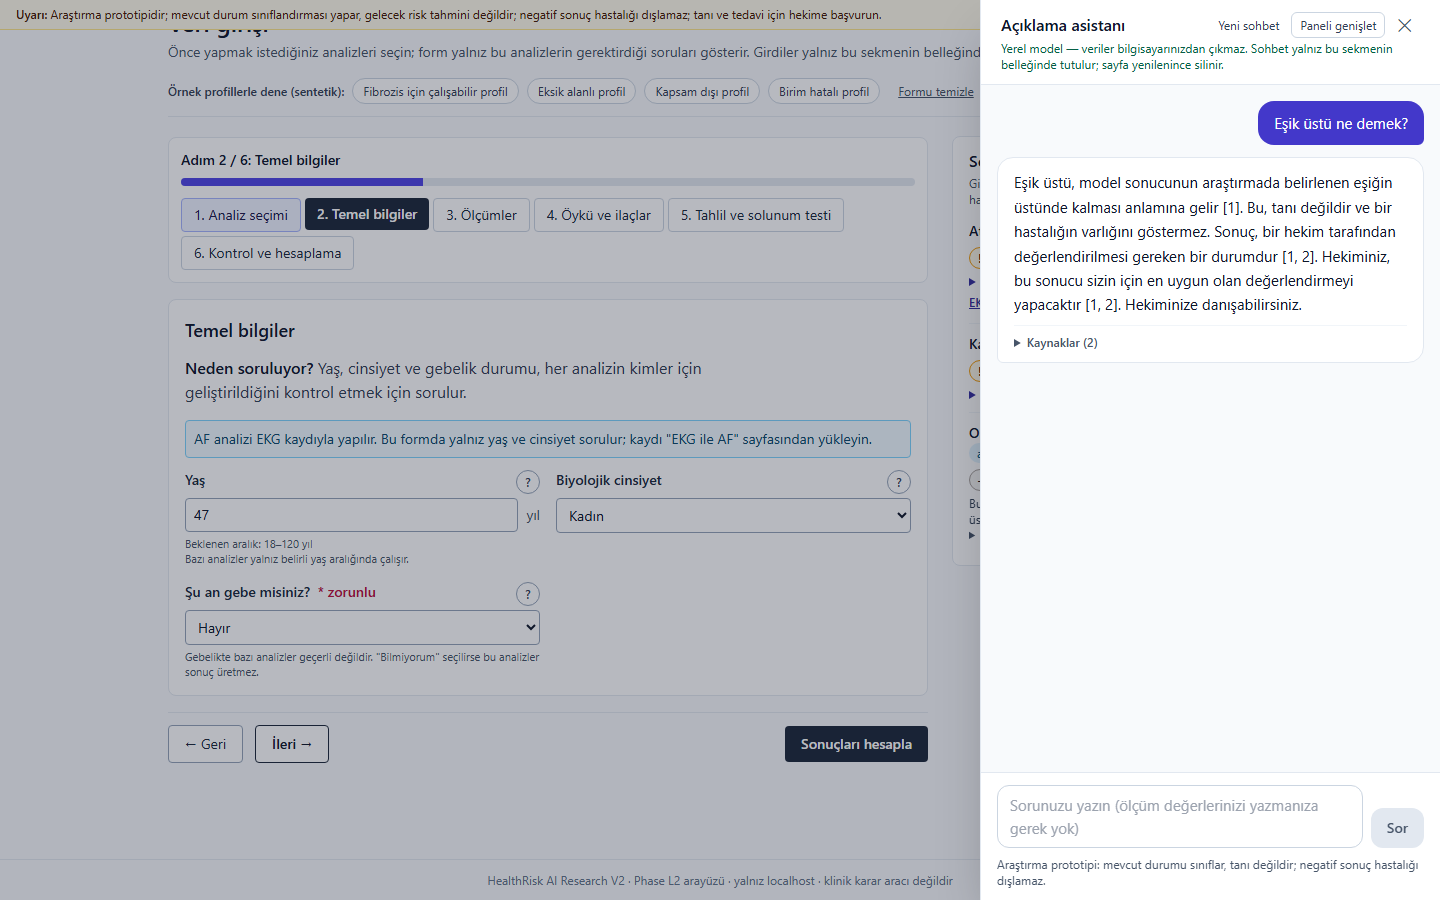 Uyarı: Araştırma prototipidir; mevcut durum sınıflandırması yapar, gelecek risk tahmini değildir; negatif sonuç hastalığı dışlamaz; tanı ve tedavi için hekime başvurun.
Veri girişi
Önce yapmak istediğiniz analizleri seçin; form yalnız bu analizlerin gerektirdiği soruları gösterir. Girdiler yalnız bu sekmenin belleğind
Örnek profillerle dene (sentetik):
Fibrozis için çalışabilir profil
Eksik alanlı profil
Kapsam dışı profil
Birim hatalı profil
Formu temizle
Adım 2 / 6: Temel bilgiler
1. Analiz seçimi
2. Temel bilgiler
3. Ölçümler
4. Öykü ve ilaçlar
5. Tahlil ve solunum testi
6. Kontrol ve hesaplama
Temel bilgiler
Neden soruluyor? Yaş, cinsiyet ve gebelik durumu, her analizin kimler için
geliştirildiğini kontrol etmek için sorulur.
AF analizi EKG kaydıyla yapılır. Bu formda yalnız yaş ve cinsiyet sorulur; kaydı "EKG ile AF" sayfasından yükleyin.
Yaş
?
47
yıl
Beklenen aralık: 18–120 yıl
Bazı analizler yalnız belirli yaş aralığında çalışır.
Biyolojik cinsiyet
?
Kadın
Şu an gebe misiniz? * zorunlu
?
Hayır
Gebelikte bazı analizler geçerli değildir. "Bilmiyorum" seçilirse bu analizler
sonuç üretmez.
← Geri
İleri →
Sonuçları hesapla
HealthRisk AI Research V2 · Phase L2 arayüzü · yalnız localhost · klinik karar aracı değildir
Açıklama asistanı
Yeni sohbet
Paneli genişlet
Yerel model — veriler bilgisayarınızdan çıkmaz. Sohbet yalnız bu sekmenin
belleğinde tutulur; sayfa yenilenince silinir.
Eşik üstü ne demek?
Eşik üstü, model sonucunun araştırmada belirlenen eşiğin
üstünde kalması anlamına gelir [1]. Bu, tanı değildir ve bir
hastalığın varlığını göstermez. Sonuç, bir hekim tarafından
değerlendirilmesi gereken bir durumdur [1, 2]. Hekiminiz,
bu sonucu sizin için en uygun olan değerlendirmeyi
yapacaktır [1, 2]. Hekiminize danışabilirsiniz.
Kaynaklar (2)
Sorunuzu yazın (ölçüm değerlerinizi yazmanıza
gerek yok)
Sor
Araştırma prototipi: mevcut durumu sınıflar, tanı değildir; negatif sonuç hastalığı
dışlamaz.